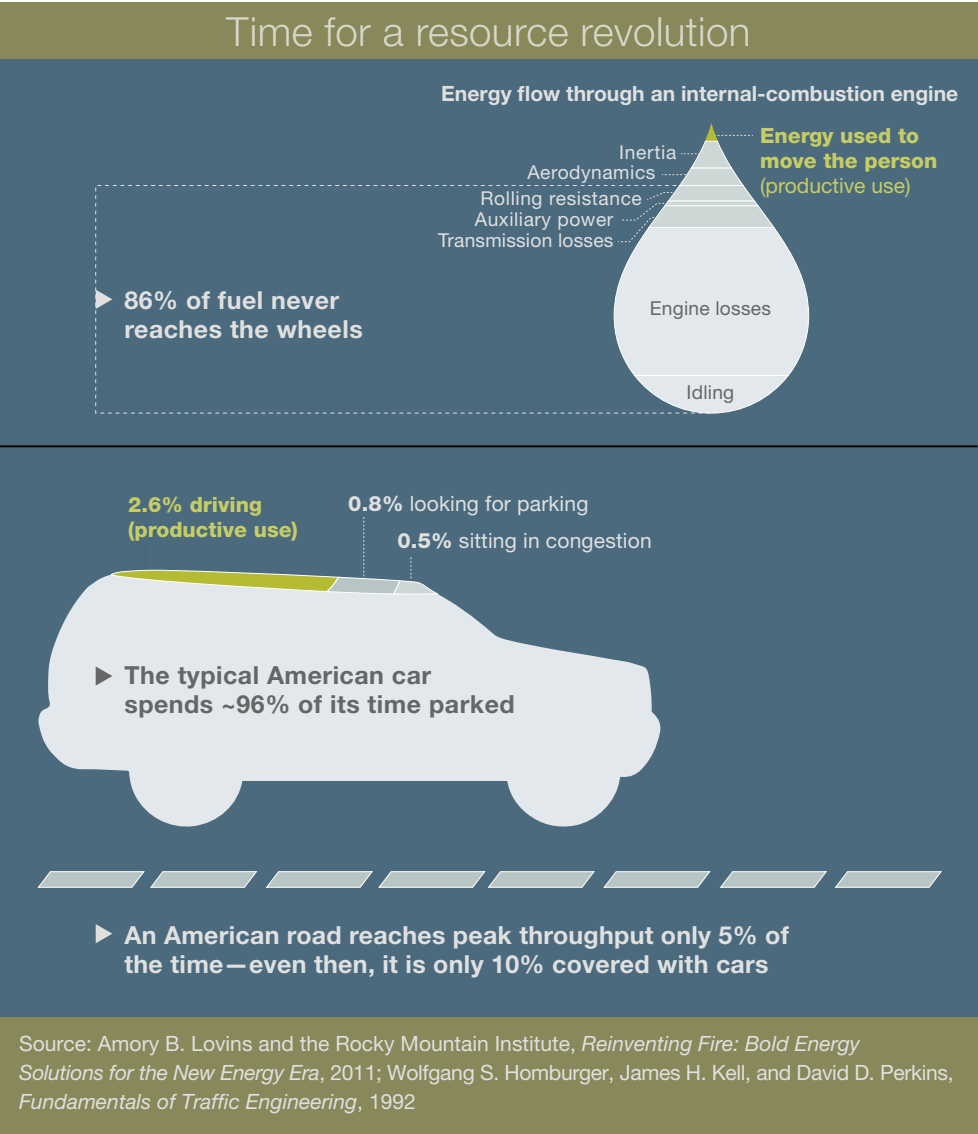 Time for a resource revolution
Energy flow through an internal-combustion engine
Energy used to
move the person
(productive use)
Inertia
Aerodynamics
Rolling resistance
Auxiliary power
Transmission losses
86% of fuel never
reaches the wheels
Engine losses
Idling
2.6% driving
(productive use)
0.8% looking for parking
0.5% sitting in congestion
The typical American car
spends ~96% of its time parked
An American road reaches peak throughput only 5% of
the time—even then, it is only 10% covered with cars
Source: Amory B. Lovins and the Rocky Mountain Institute, Reinventing Fire: Bold Energy
Solutions for the New Energy Era, 2011; Wolfgang S. Homburger, James H. Kell, and David D. Perkins,
Fundamentals of Traffic Engineering, 1992